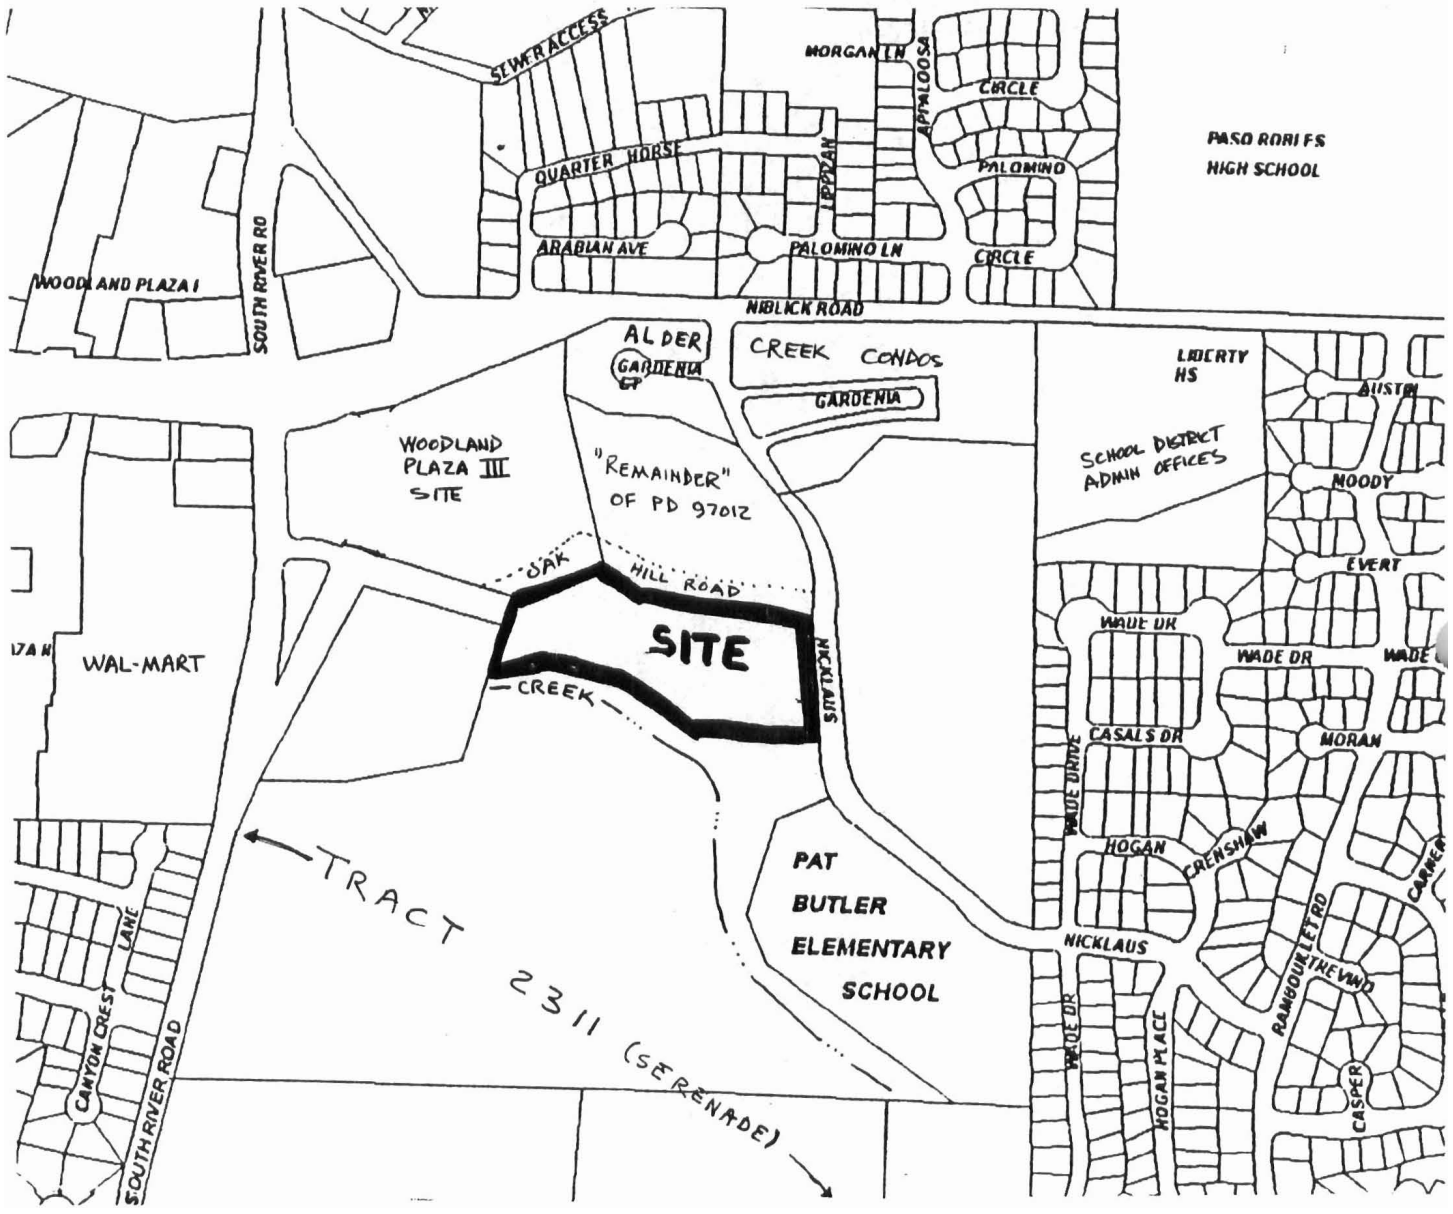 SEWER ACCESS
MORGAN LN
APPALOOSA
CIRCLE
PASO ROBLES
HIGH SCHOOL
QUARTER HORSE
LIPPIZAN
PALOMINO
SOUTH RIVER RD
ARABIAN AVE
PALOMINO LN
CIRCLE
WOODLAND PLAZA I
NIBLICK ROAD
ALDER
CREEK CONDOS
GARDENIA
GARDENIA
LIBERTY
HS
AUSTIN
WOODLAND
PLAZA III
SITE
"REMAINDER"
OF PD 97012
SCHOOL DISTRICT
ADMIN OFFICES
MOODY
EVERT
OAK HILL ROAD
SITE
NICKLAUS
WADE DR
WADE DR
WADE
WAL-MART
CREEK
CASALS DR
MORAN
WADE DRIVE
HOGAN
CRENSHAW
GARNER
TRACT 2311 (SERENADE)
PAT
BUTLER
ELEMENTARY
SCHOOL
LANE
CANYON CREST
SOUTH RIVER ROAD
NICKLAUS
RAMBOURLET RD
TREVINO
WADE DR
HOGAN PLACE
CASPER